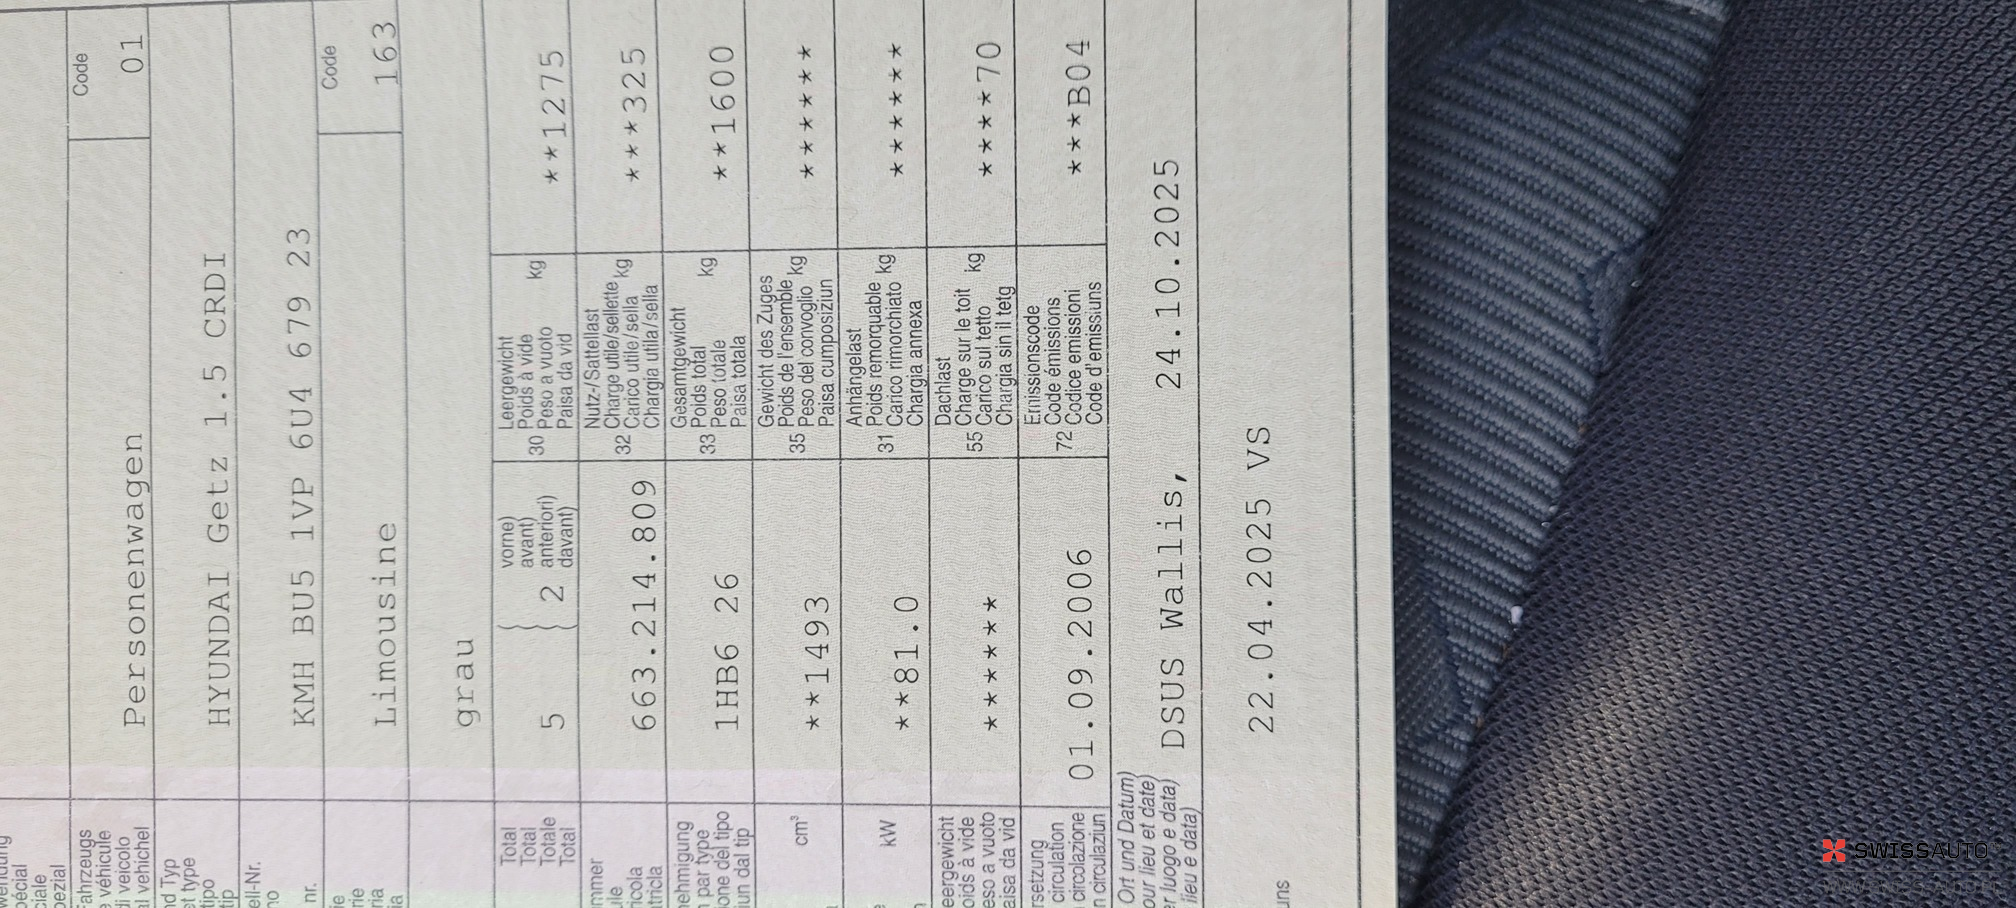 Code
Personenwagen 01
HYUNDAI Getz 1.5 CRDI
KMH BU5 1VP 6U4 679 23
Code
Limousine 163
grau
Total
Total
Totale
Total
5
2
vorne)
avant)
anteriori)
davant)
30
Leergewicht
Poids à vide
Peso a vuoto
Paisa da vid
kg
**1275
663.214.809
32
Nutz-/Sattellast
Charge utile/sellette
Carico utile/sella
Chargia utila/sella
kg
***325
1HB6 26
33
Gesamtgewicht
Poids total
Peso totale
Paisa totala
kg
**1600
cm³
**1493
35
Gewicht des Zuges
Poids de l'ensemble
Peso del convoglio
Paisa cumposiziun
kg
*******
kW
**81.0
31
Anhängelast
Poids remorquable
Carico rimorchiato
Chargia annexa
kg
*******
*******
55
Dachlast
Charge sur le toit
Carico sul tetto
Chargia sin il tetg
kg
*****70
01.09.2006
72
Emissionscode
Code émissions
Codice emissioni
Code d'emissiuns
***B04
Ort und Datum)
DSUS Wallis, 24.10.2025
22.04.2025 VS
SWISSAUTO